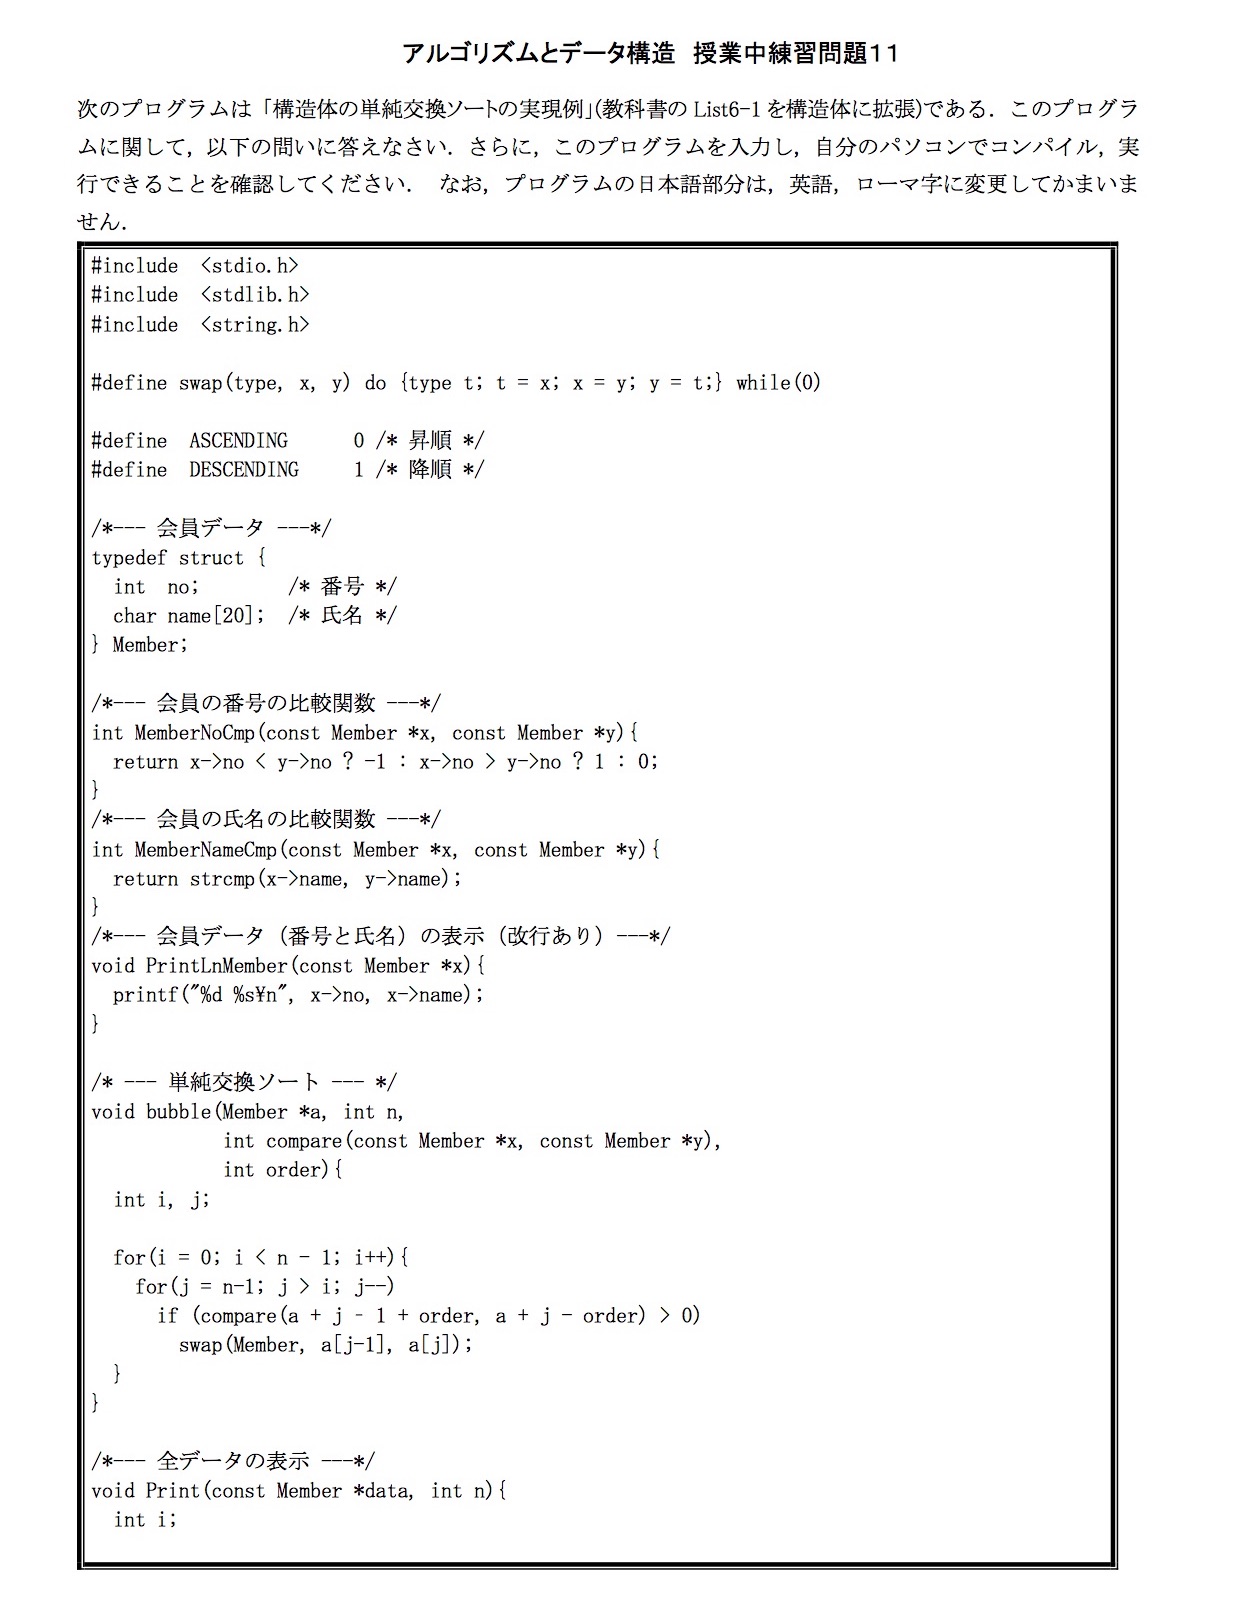 アルゴリズムとデータ構造 授業中練習問題11
次のプログラムは「構造体の単純交換ソートの実現例」(教科書の List6-1 を構造体に拡張)である．このプログラ
ムに関して，以下の問いに答えなさい．さらに，このプログラムを入力し，自分のパソコンでコンパイル，実
行できることを確認してください． なお，プログラムの日本語部分は，英語，ローマ字に変更してかまいま
せん．
#include <stdio.h>
#include <stdlib.h>
#include <string.h>
#define swap(type, x, y) do {type t; t = x; x = y; y = t;} while(0)
#define ASCENDING 0 /* 昇順 */
#define DESCENDING 1 /* 降順 */
/*--- 会員データ ---*/
typedef struct {
int no; /* 番号 */
char name[20]; /* 氏名 */
} Member;
/*--- 会員の番号の比較関数 ---*/
int MemberNoCmp(const Member *x, const Member *y){
return x->no < y->no ? -1 : x->no > y->no ? 1 : 0;
}
/*--- 会員の氏名の比較関数 ---*/
int MemberNameCmp(const Member *x, const Member *y){
return strcmp(x->name, y->name);
}
/*--- 会員データ（番号と氏名）の表示（改行あり）---*/
void PrintLnMember(const Member *x){
printf("%d %s¥n", x->no, x->name);
}
/* --- 単純交換ソート --- */
void bubble(Member *a, int n,
int compare(const Member *x, const Member *y),
int order){
int i, j;
for(i = 0; i < n - 1; i++){
for(j = n-1; j > i; j--)
if (compare(a + j - 1 + order, a + j - order) > 0)
swap(Member, a[j-1], a[j]);
}
}
/*--- 全データの表示 ---*/
void Print(const Member *data, int n){
int i;